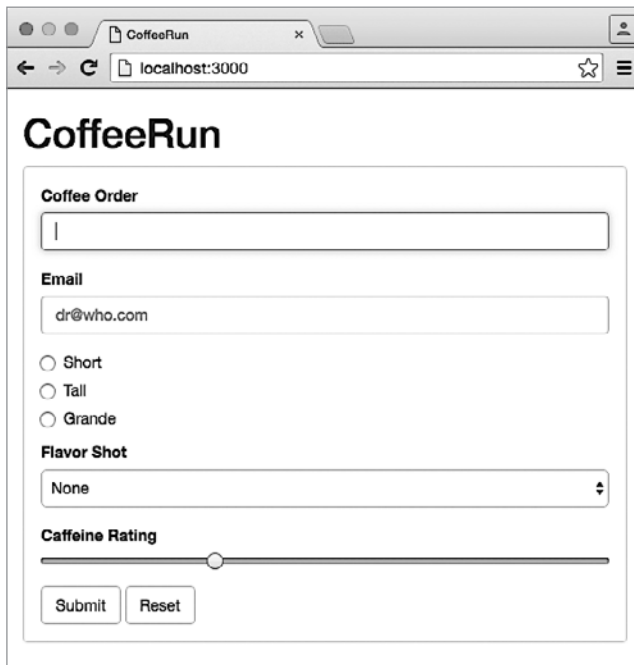 CoffeeRun
localhost:3000
CoffeeRun
Coffee Order
Email
dr@who.com
Short
Tall
Grande
Flavor Shot
None
Caffeine Rating
Submit Reset